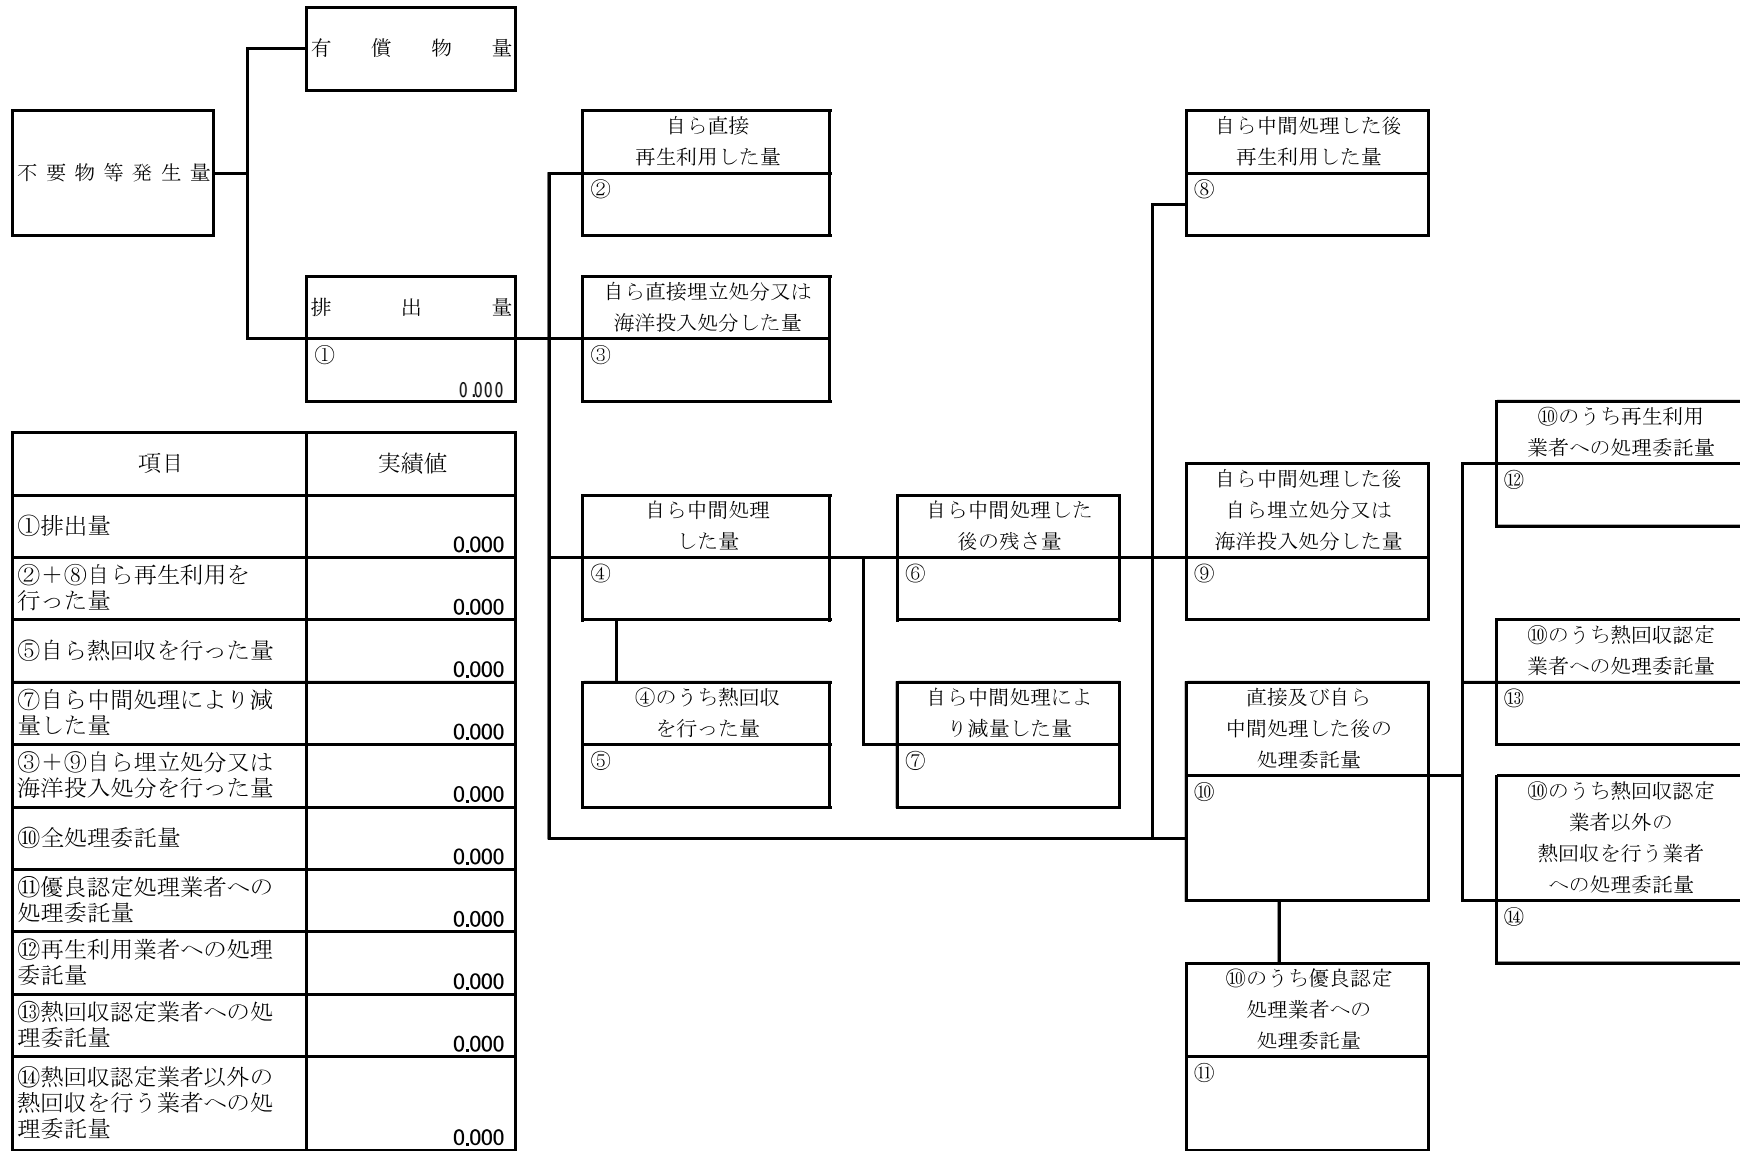 有償物量
不要物等発生量
排出量
①
0.000
自ら直接
再生利用した量
②
自ら直接埋立処分又は
海洋投入処分した量
③
自ら中間処理
した量
④
④のうち熱回収
を行った量
⑤
自ら中間処理した
後の残さ量
⑥
自ら中間処理によ
り減量した量
⑦
自ら中間処理した後
再生利用した量
⑧
自ら中間処理した後
自ら埋立処分又は
海洋投入処分した量
⑨
直接及び自ら
中間処理した後の
処理委託量
⑩
⑩のうち優良認定
処理業者への
処理委託量
⑪
⑩のうち再生利用
業者への処理委託量
⑫
⑩のうち熱回収認定
業者への処理委託量
⑬
⑩のうち熱回収認定
業者以外の
熱回収を行う業者
への処理委託量
⑭
項目 実績値
①排出量
0.000
②+⑧自ら再生利用を
行った量 0.000
⑤自ら熱回収を行った量
0.000
⑦自ら中間処理により減
量した量 0.000
③+⑨自ら埋立処分又は
海洋投入処分を行った量 0.000
⑩全処理委託量
0.000
⑪優良認定処理業者への
処理委託量 0.000
⑫再生利用業者への処理
委託量 0.000
⑬熱回収認定業者への処
理委託量 0.000
⑭熱回収認定業者以外の
熱回収を行う業者への処
理委託量 0.000